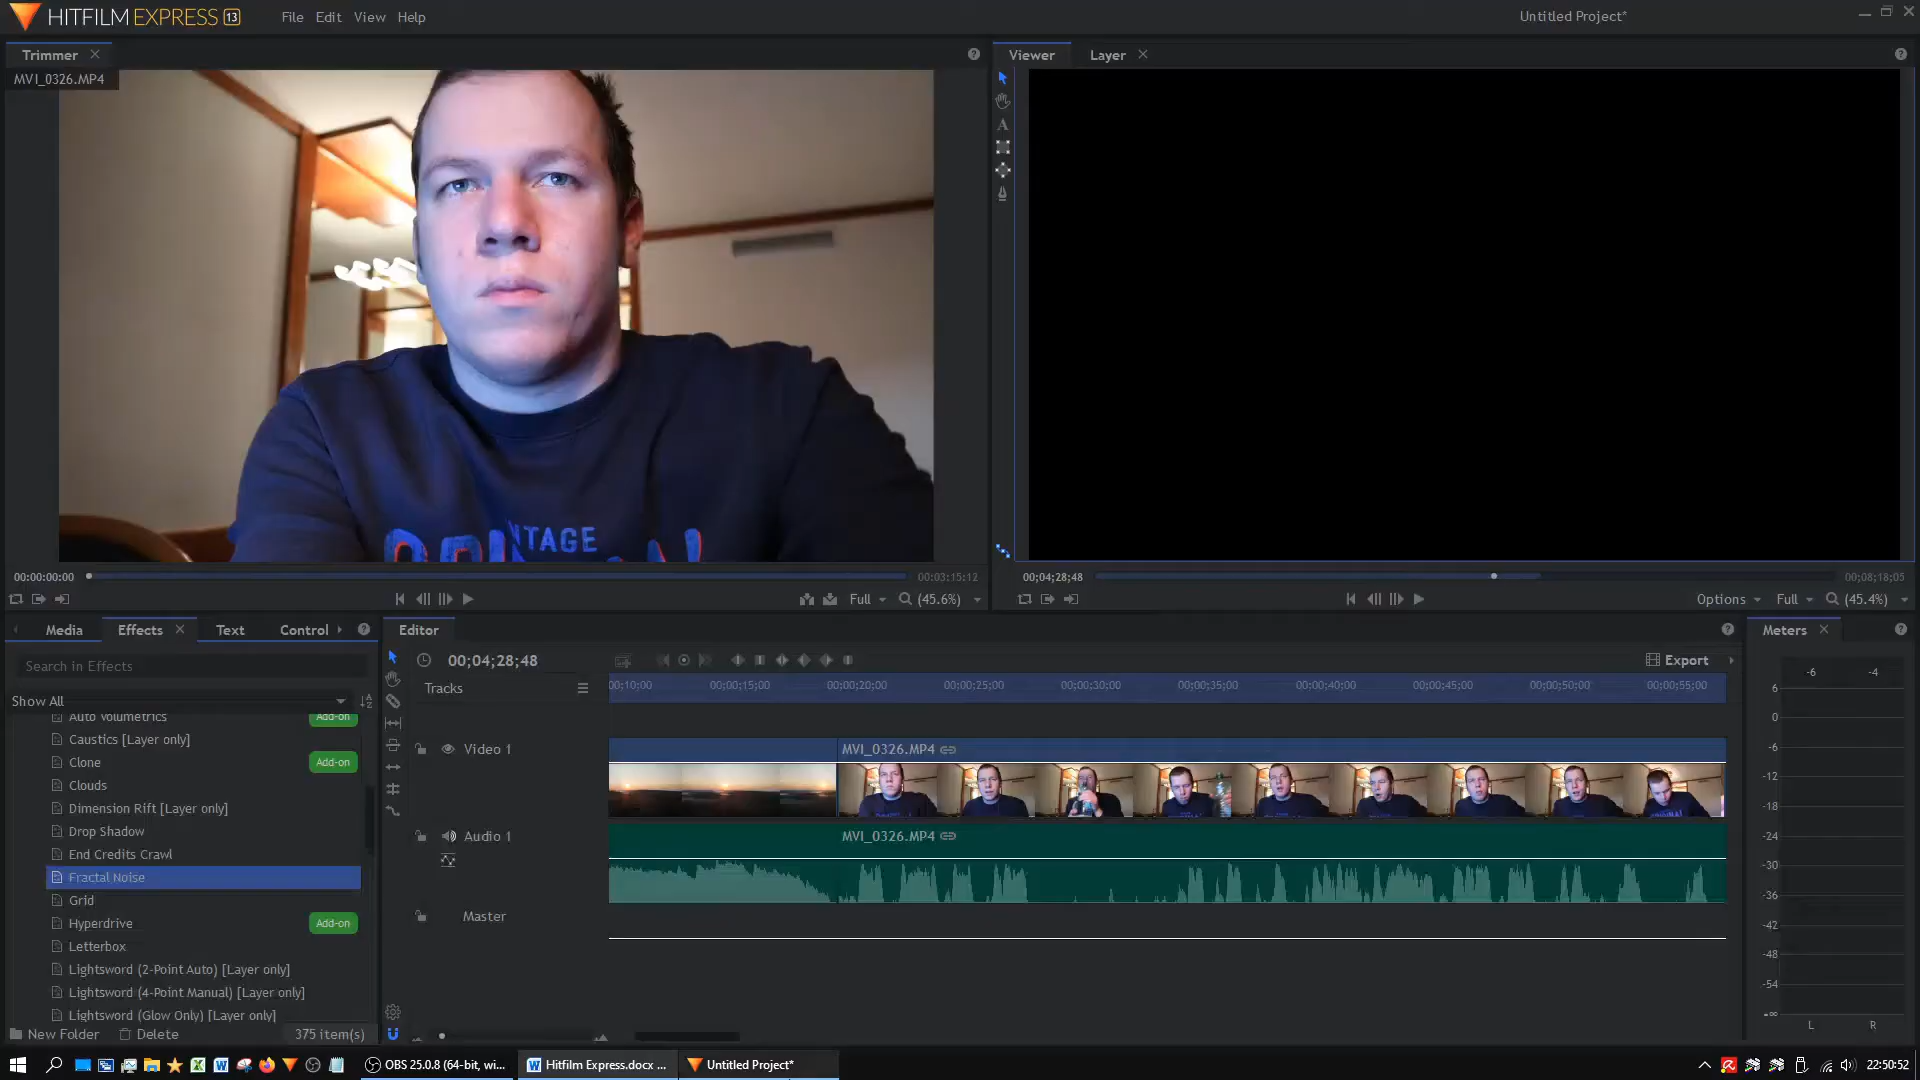 HITFILM EXPRESS 13
File Edit View Help
Untitled Project*
Trimmer
MVI_0326.MP4
Viewer
Layer
TAGE
00:00:00:00
00:03:15:12
Full
(45.6%)
00;04;28;48
00;08;18;05
Options
Full
(45.4%)
Media
Effects
Text
Control
Search in Effects
Show All
Auto Volumetrics
Add-on
Caustics [Layer only]
Clone
Add-on
Clouds
Dimension Rift [Layer only]
Drop Shadow
End Credits Crawl
Fractal Noise
Grid
Hyperdrive
Add-on
Letterbox
Lightsword (2-Point Auto) [Layer only]
Lightsword (4-Point Manual) [Layer only]
Lightsword (Glow Only) [Layer only]
New Folder
Delete
375 item(s)
Editor
00;04;28;48
Export
Tracks
00;10;00 00;00;15;00 00;00;20;00 00;00;25;00 00;00;30;00 00;00;35;00 00;00;40;00 00;00;45;00 00;00;50;00 00;00;55;00
Video 1
MVI_0326.MP4
Audio 1
MVI_0326.MP4
Master
Meters
-6 -4
6
0
-6
-12
-18
-24
-30
-36
-42
-48
-54
-∞
L R
OBS 25.0.8 (64-bit, wi...
Hitfilm Express.docx ...
Untitled Project*
22:50:52